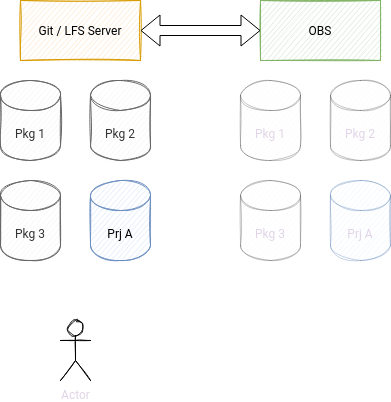 Git / LFS Server
OBS
Pkg 1
Pkg 2
Pkg 1
Pkg 2
Pkg 3
Prj A
Pkg 3
Prj A
Actor